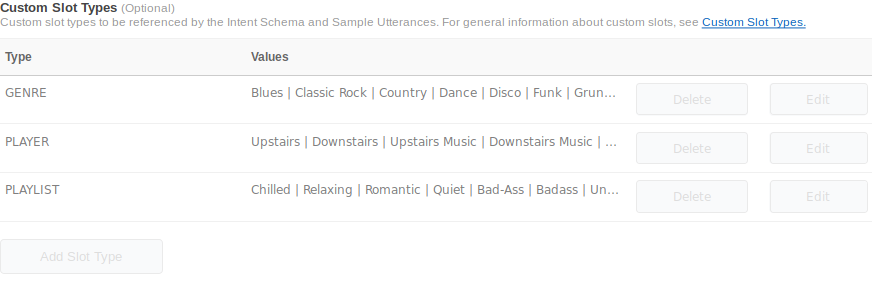 Custom Slot Types (Optional)
Custom slot types to be referenced by the Intent Schema and Sample Utterances. For general information about custom slots, see Custom Slot Types.
Type Values
GENRE Blues | Classic Rock | Country | Dance | Disco | Funk | Grun... Delete Edit
PLAYER Upstairs | Downstairs | Upstairs Music | Downstairs Music | ... Delete Edit
PLAYLIST Chilled | Relaxing | Romantic | Quiet | Bad-Ass | Badass | Un... Delete Edit
Add Slot Type